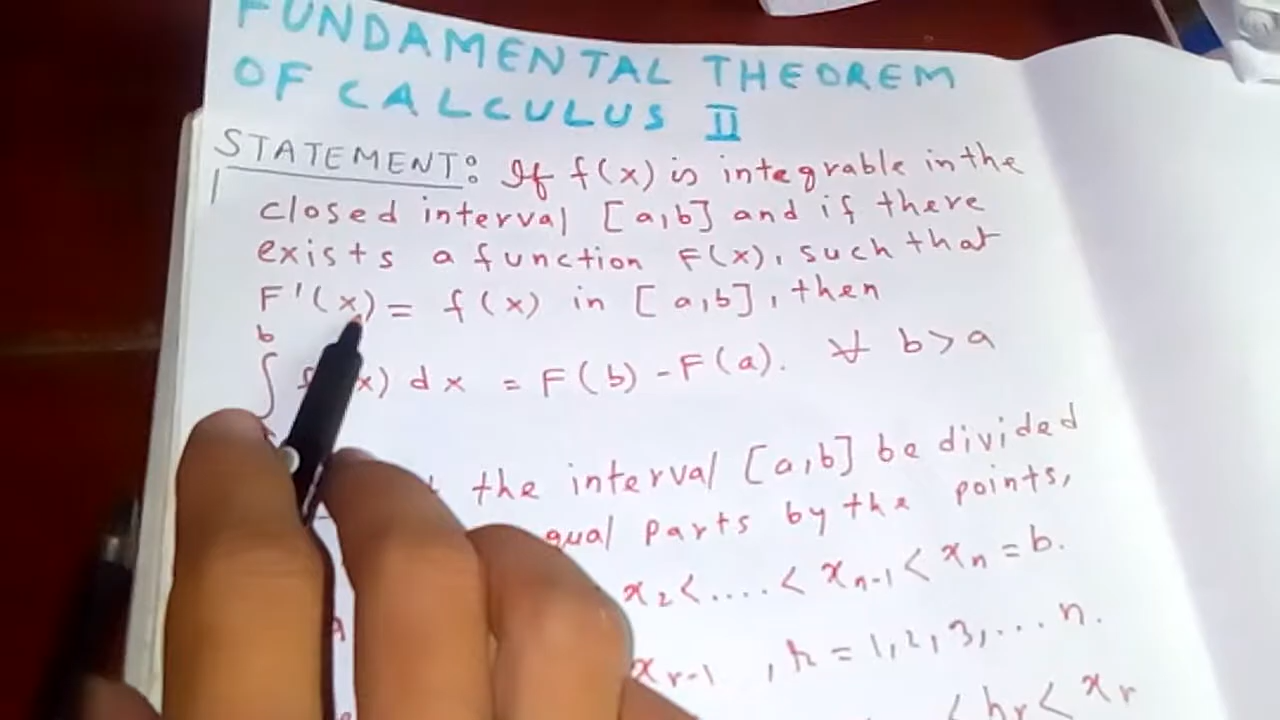 FUNDAMENTAL THEOREM
OF CALCULUS II
STATEMENT: If f(x) is integrable in the
closed interval [a,b] and if there
exists a function F(x), such that
F'(x) = f(x) in [a,b], then
b
∫ f(x) dx = F(b) - F(a). ∀ b>a
the interval [a,b] be divided
parts by the points,
x₂ < .... < xₙ₋₁ < xₙ = b.
xᵣ₋₁ , r = 1,2,3,...n.
< hᵣ < xᵣ